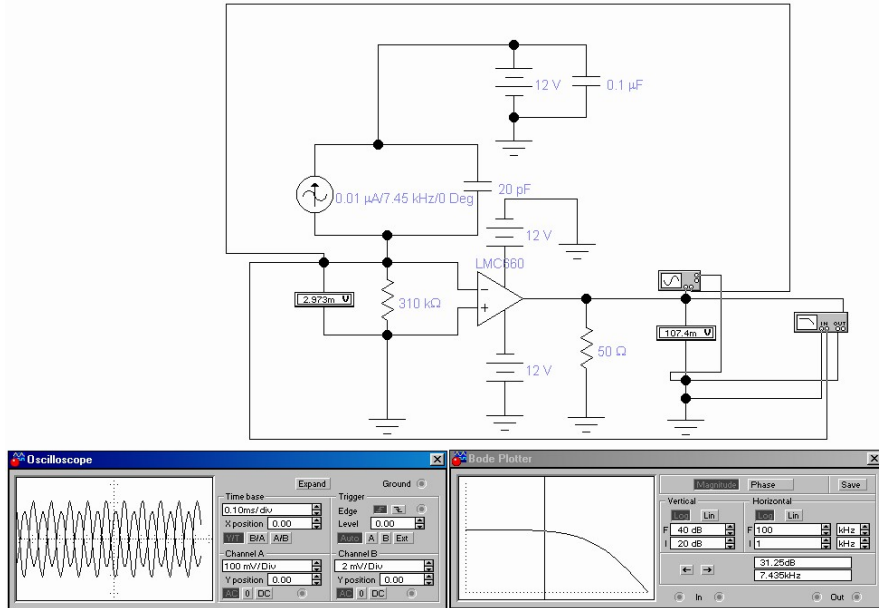 12 V
0.1 µF
20 pF
0.01 µA/7.45 kHz/0 Deg
12 V
LMC660
2.973m V
310 kΩ
107.4m V
IN OUT
50 Ω
12 V
Oscilloscope
Expand
Ground
Time base
0.10ms/div
X position 0.00
Y/T B/A A/B
Trigger
Edge
Level 0.00
Auto A B Ext
Channel A
100 mV/Div
Y position 0.00
AC 0 DC
Channel B
2 mV/Div
Y position 0.00
AC 0 DC
Bode Plotter
Magnitude Phase Save
Vertical
Log Lin
F 40 dB
I 20 dB
Horizontal
Log Lin
F 100 kHz
I 1 kHz
31.25dB
7.435kHz
In Out